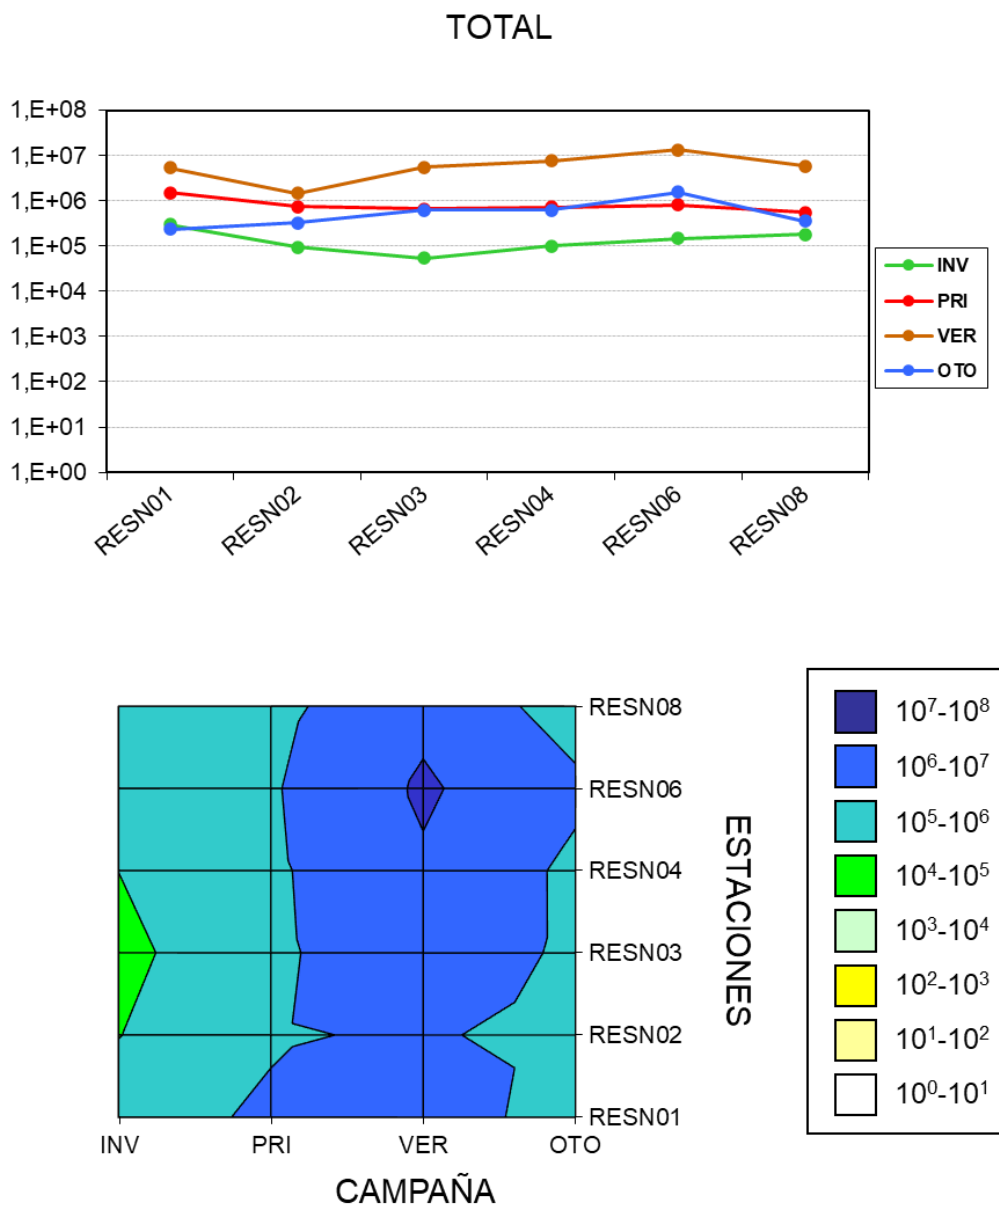 TOTAL
1,E+08
1,E+07
1,E+06
1,E+05
1,E+04
1,E+03
1,E+02
1,E+01
1,E+00
RESN01
RESN02
RESN03
RESN04
RESN06
RESN08
INV
PRI
VER
OTO
RESN08
RESN06
RESN04
RESN03
RESN02
RESN01
ESTACIONES
INV
PRI
VER
OTO
CAMPAÑA
10⁷-10⁸
10⁶-10⁷
10⁵-10⁶
10⁴-10⁵
10³-10⁴
10²-10³
10¹-10²
10⁰-10¹